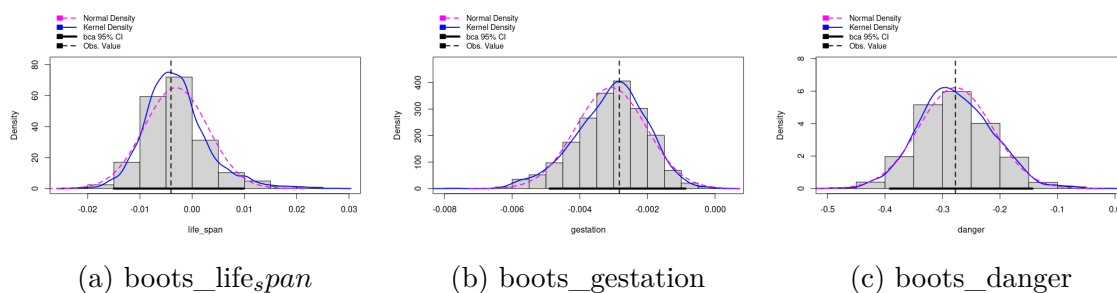 Normal Density
Kernel Density
bca 95% CI
Obs. Value
Density
0 20 40 60 80
-0.02 -0.01 0.00 0.01 0.02 0.03
life_span
Normal Density
Kernel Density
bca 95% CI
Obs. Value
Density
0 100 200 300 400
-0.008 -0.006 -0.004 -0.002 0.000
gestation
Normal Density
Kernel Density
bca 95% CI
Obs. Value
Density
0 2 4 6 8
-0.5 -0.4 -0.3 -0.2 -0.1
danger
(a) boots_life_span
(b) boots_gestation
(c) boots_danger